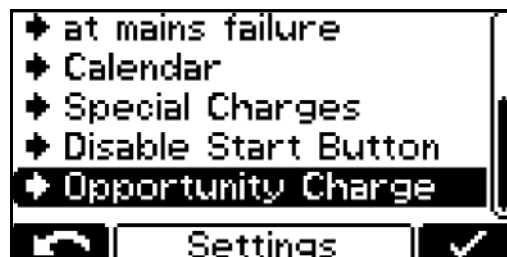 at mains failure
Calendar
Special Charges
Disable Start Button
Opportunity Charge
Settings